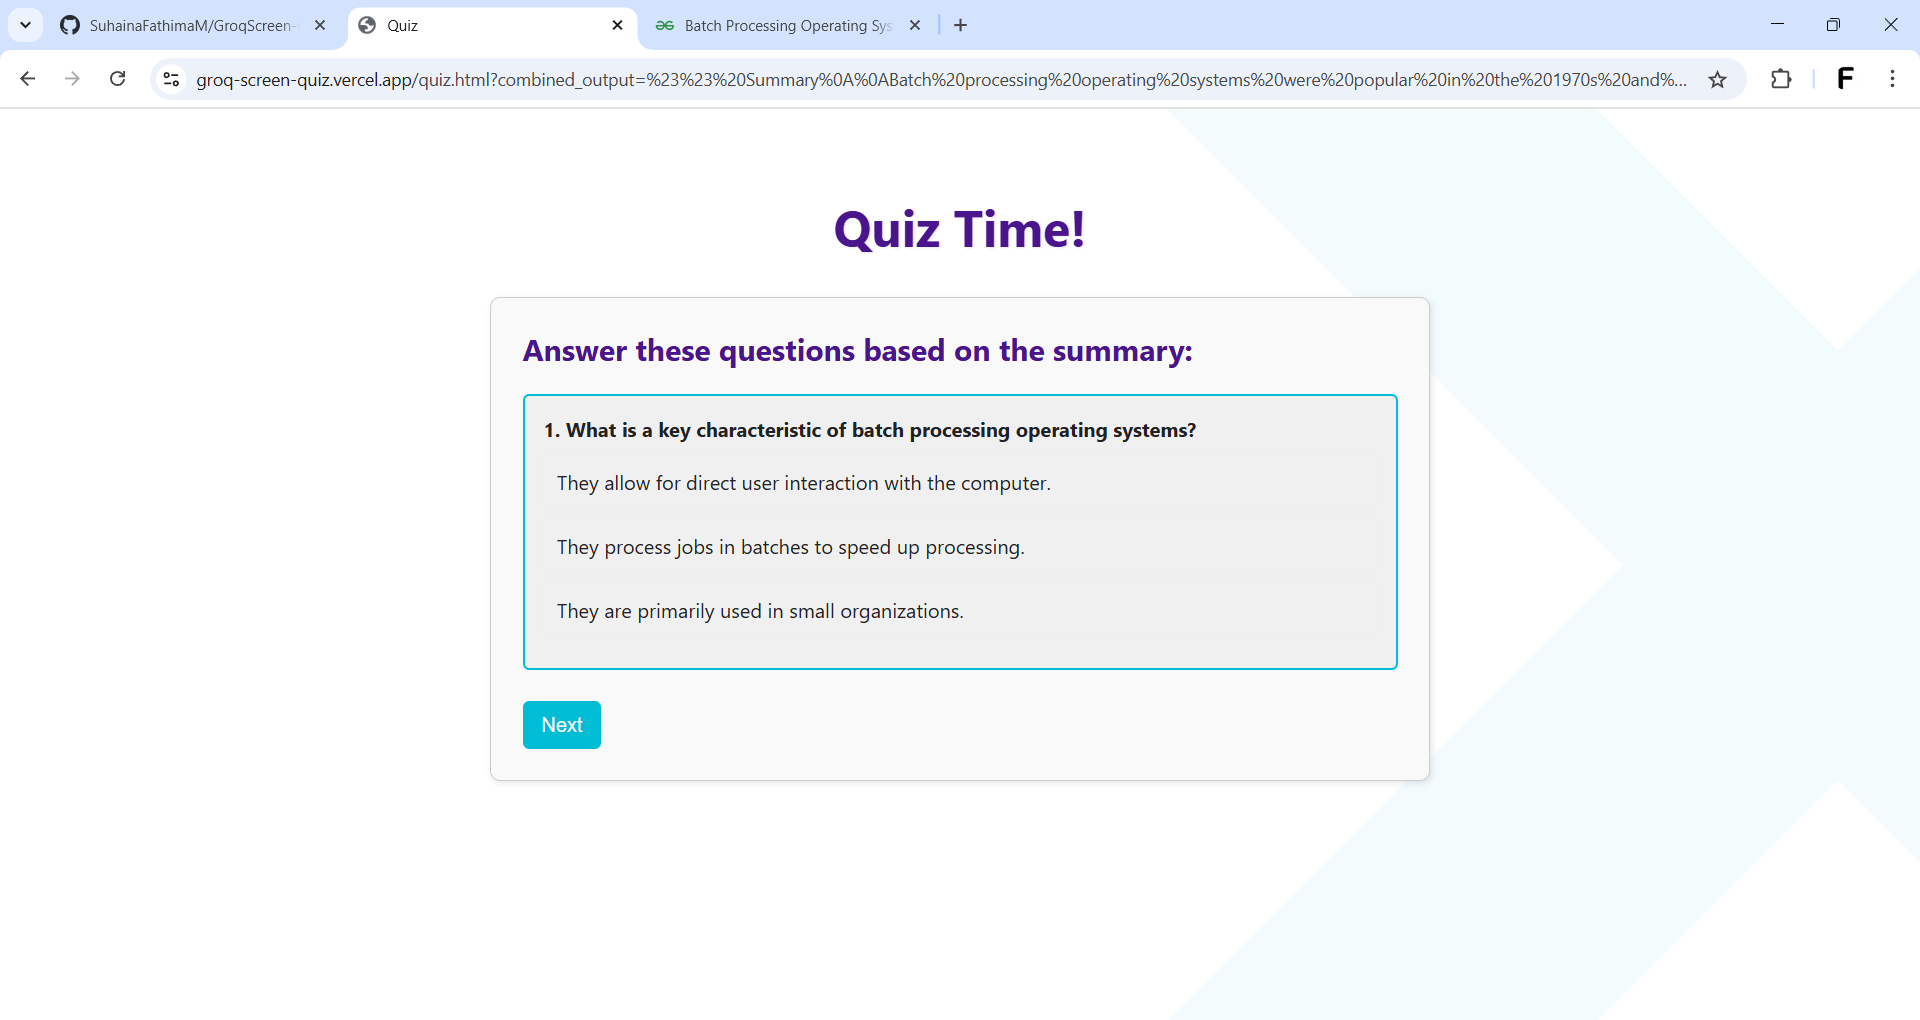 SuhainaFathimaM/GroqScreen-
Quiz
Batch Processing Operating Sys
groq-screen-quiz.vercel.app/quiz.html?combined_output=%23%23%20Summary%0A%0ABatch%20processing%20operating%20systems%20were%20popular%20in%20the%201970s%20and%...
F
Quiz Time!
Answer these questions based on the summary:
1. What is a key characteristic of batch processing operating systems?
They allow for direct user interaction with the computer.
They process jobs in batches to speed up processing.
They are primarily used in small organizations.
Next